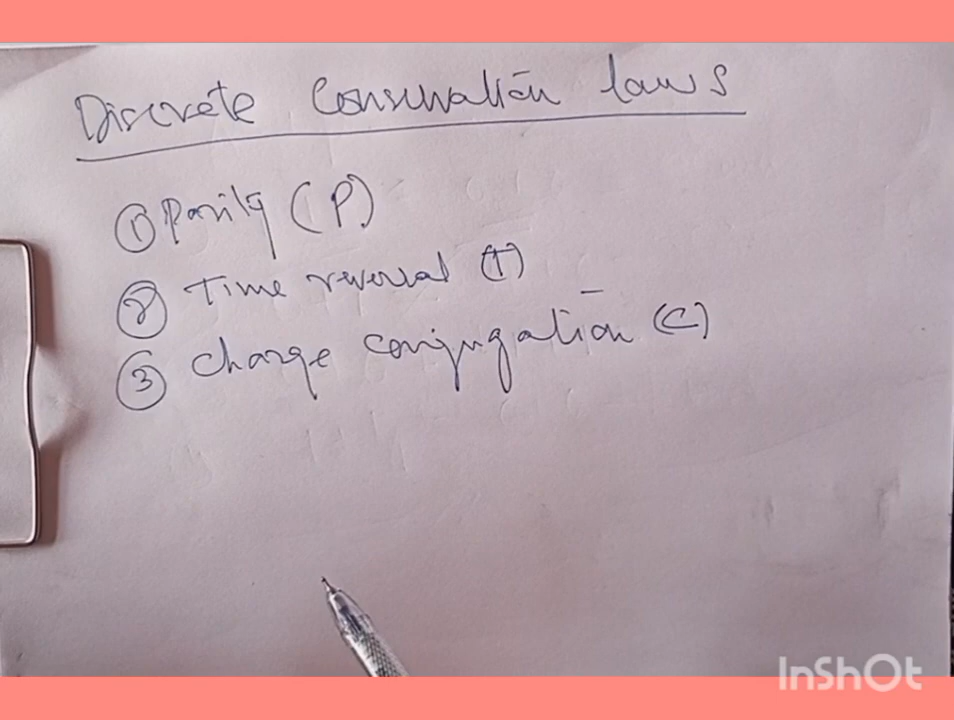 Discrete Conservation laws
① Parity (P)
② Time reversal (T)
③ charge conjugation (C)
InShOt